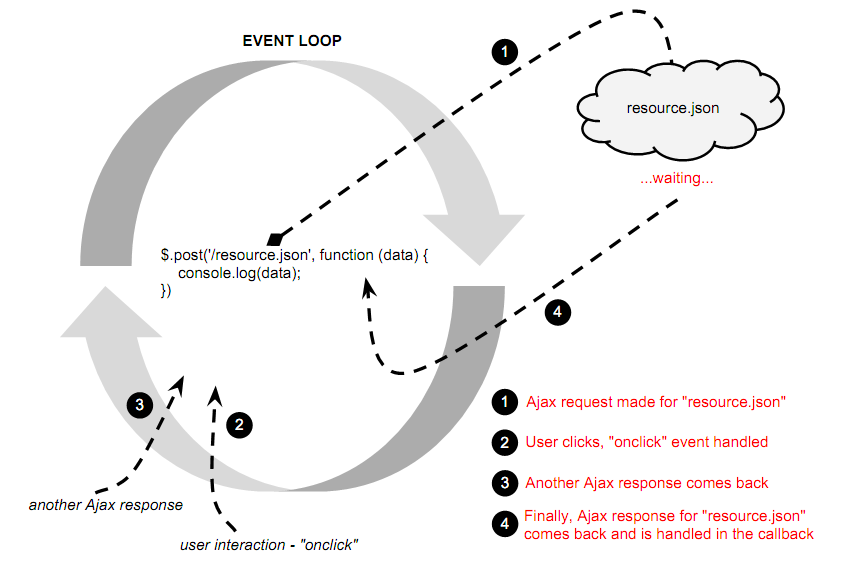 EVENT LOOP
1
resource.json
...waiting...
$.post('/resource.json', function (data) {
console.log(data);
})
4
3
2
another Ajax response
user interaction - "onclick"
1 Ajax request made for "resource.json"
2 User clicks, "onclick" event handled
3 Another Ajax response comes back
4 Finally, Ajax response for "resource.json"
comes back and is handled in the callback